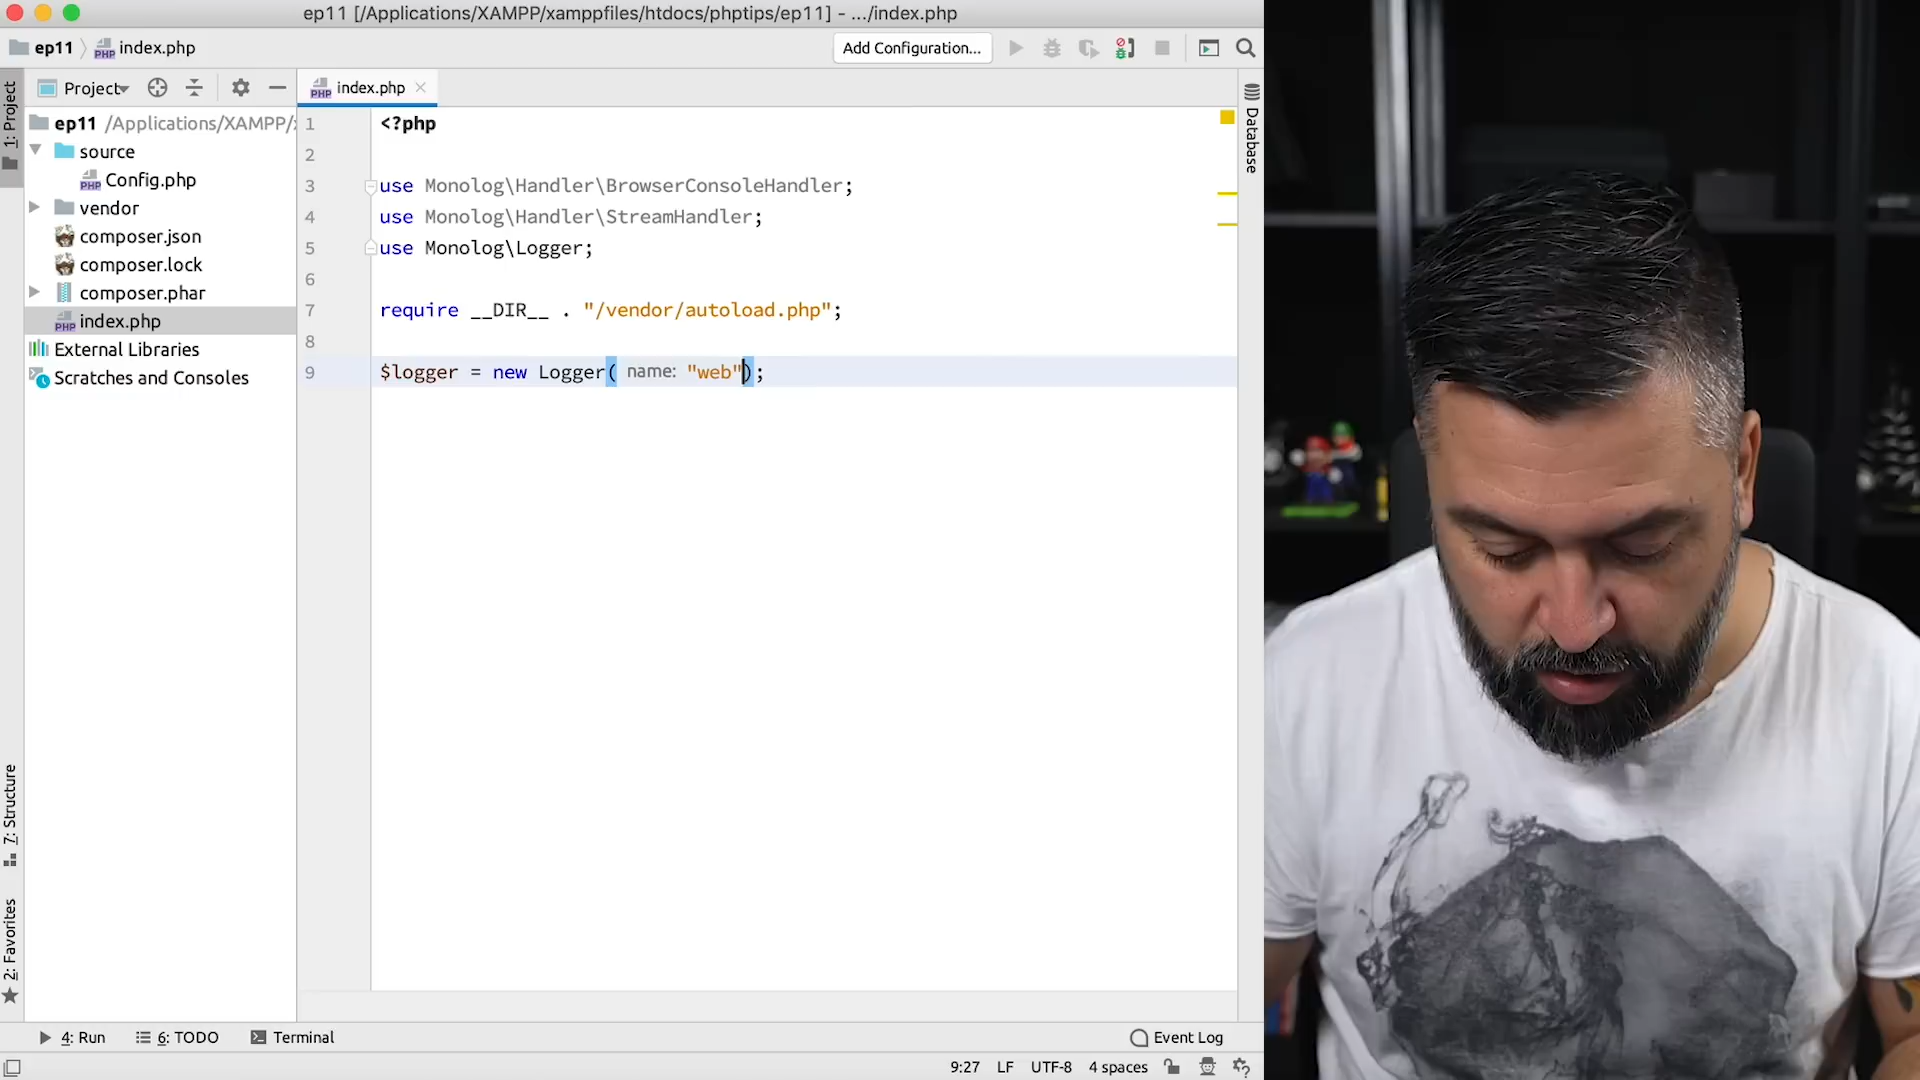 ep11 [/Applications/XAMPP/xamppfiles/htdocs/phptips/ep11] - .../index.php
ep11
index.php
Add Configuration...
1: Project
Project
index.php
Database
ep11 /Applications/XAMPP/
source
Config.php
vendor
composer.json
composer.lock
composer.phar
index.php
External Libraries
Scratches and Consoles
1 <?php
2
3 use Monolog\Handler\BrowserConsoleHandler;
4 use Monolog\Handler\StreamHandler;
5 use Monolog\Logger;
6
7 require __DIR__ . "/vendor/autoload.php";
8
9 $logger = new Logger( name: "web");
7: Structure
2: Favorites
4: Run
6: TODO
Terminal
Event Log
9:27 LF UTF-8 4 spaces